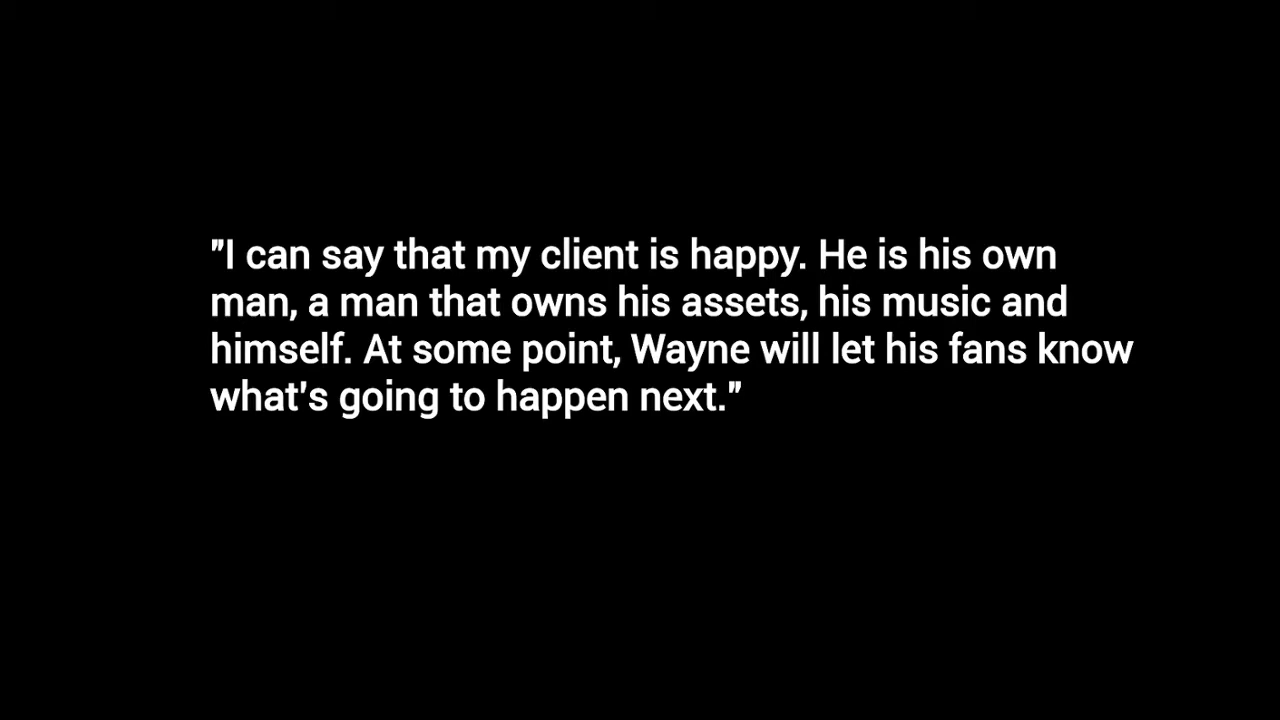 "I can say that my client is happy. He is his own
man, a man that owns his assets, his music and
himself. At some point, Wayne will let his fans know
what's going to happen next."